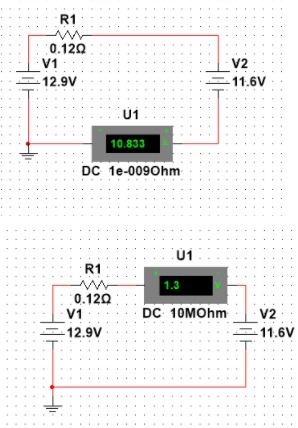 R1
0.12Ω
V1
12.9V
V2
11.6V
U1
10.833 A
DC 1e-009Ohm
U1
R1
1.3 V
0.12Ω
DC 10MOhm
V1
12.9V
V2
11.6V